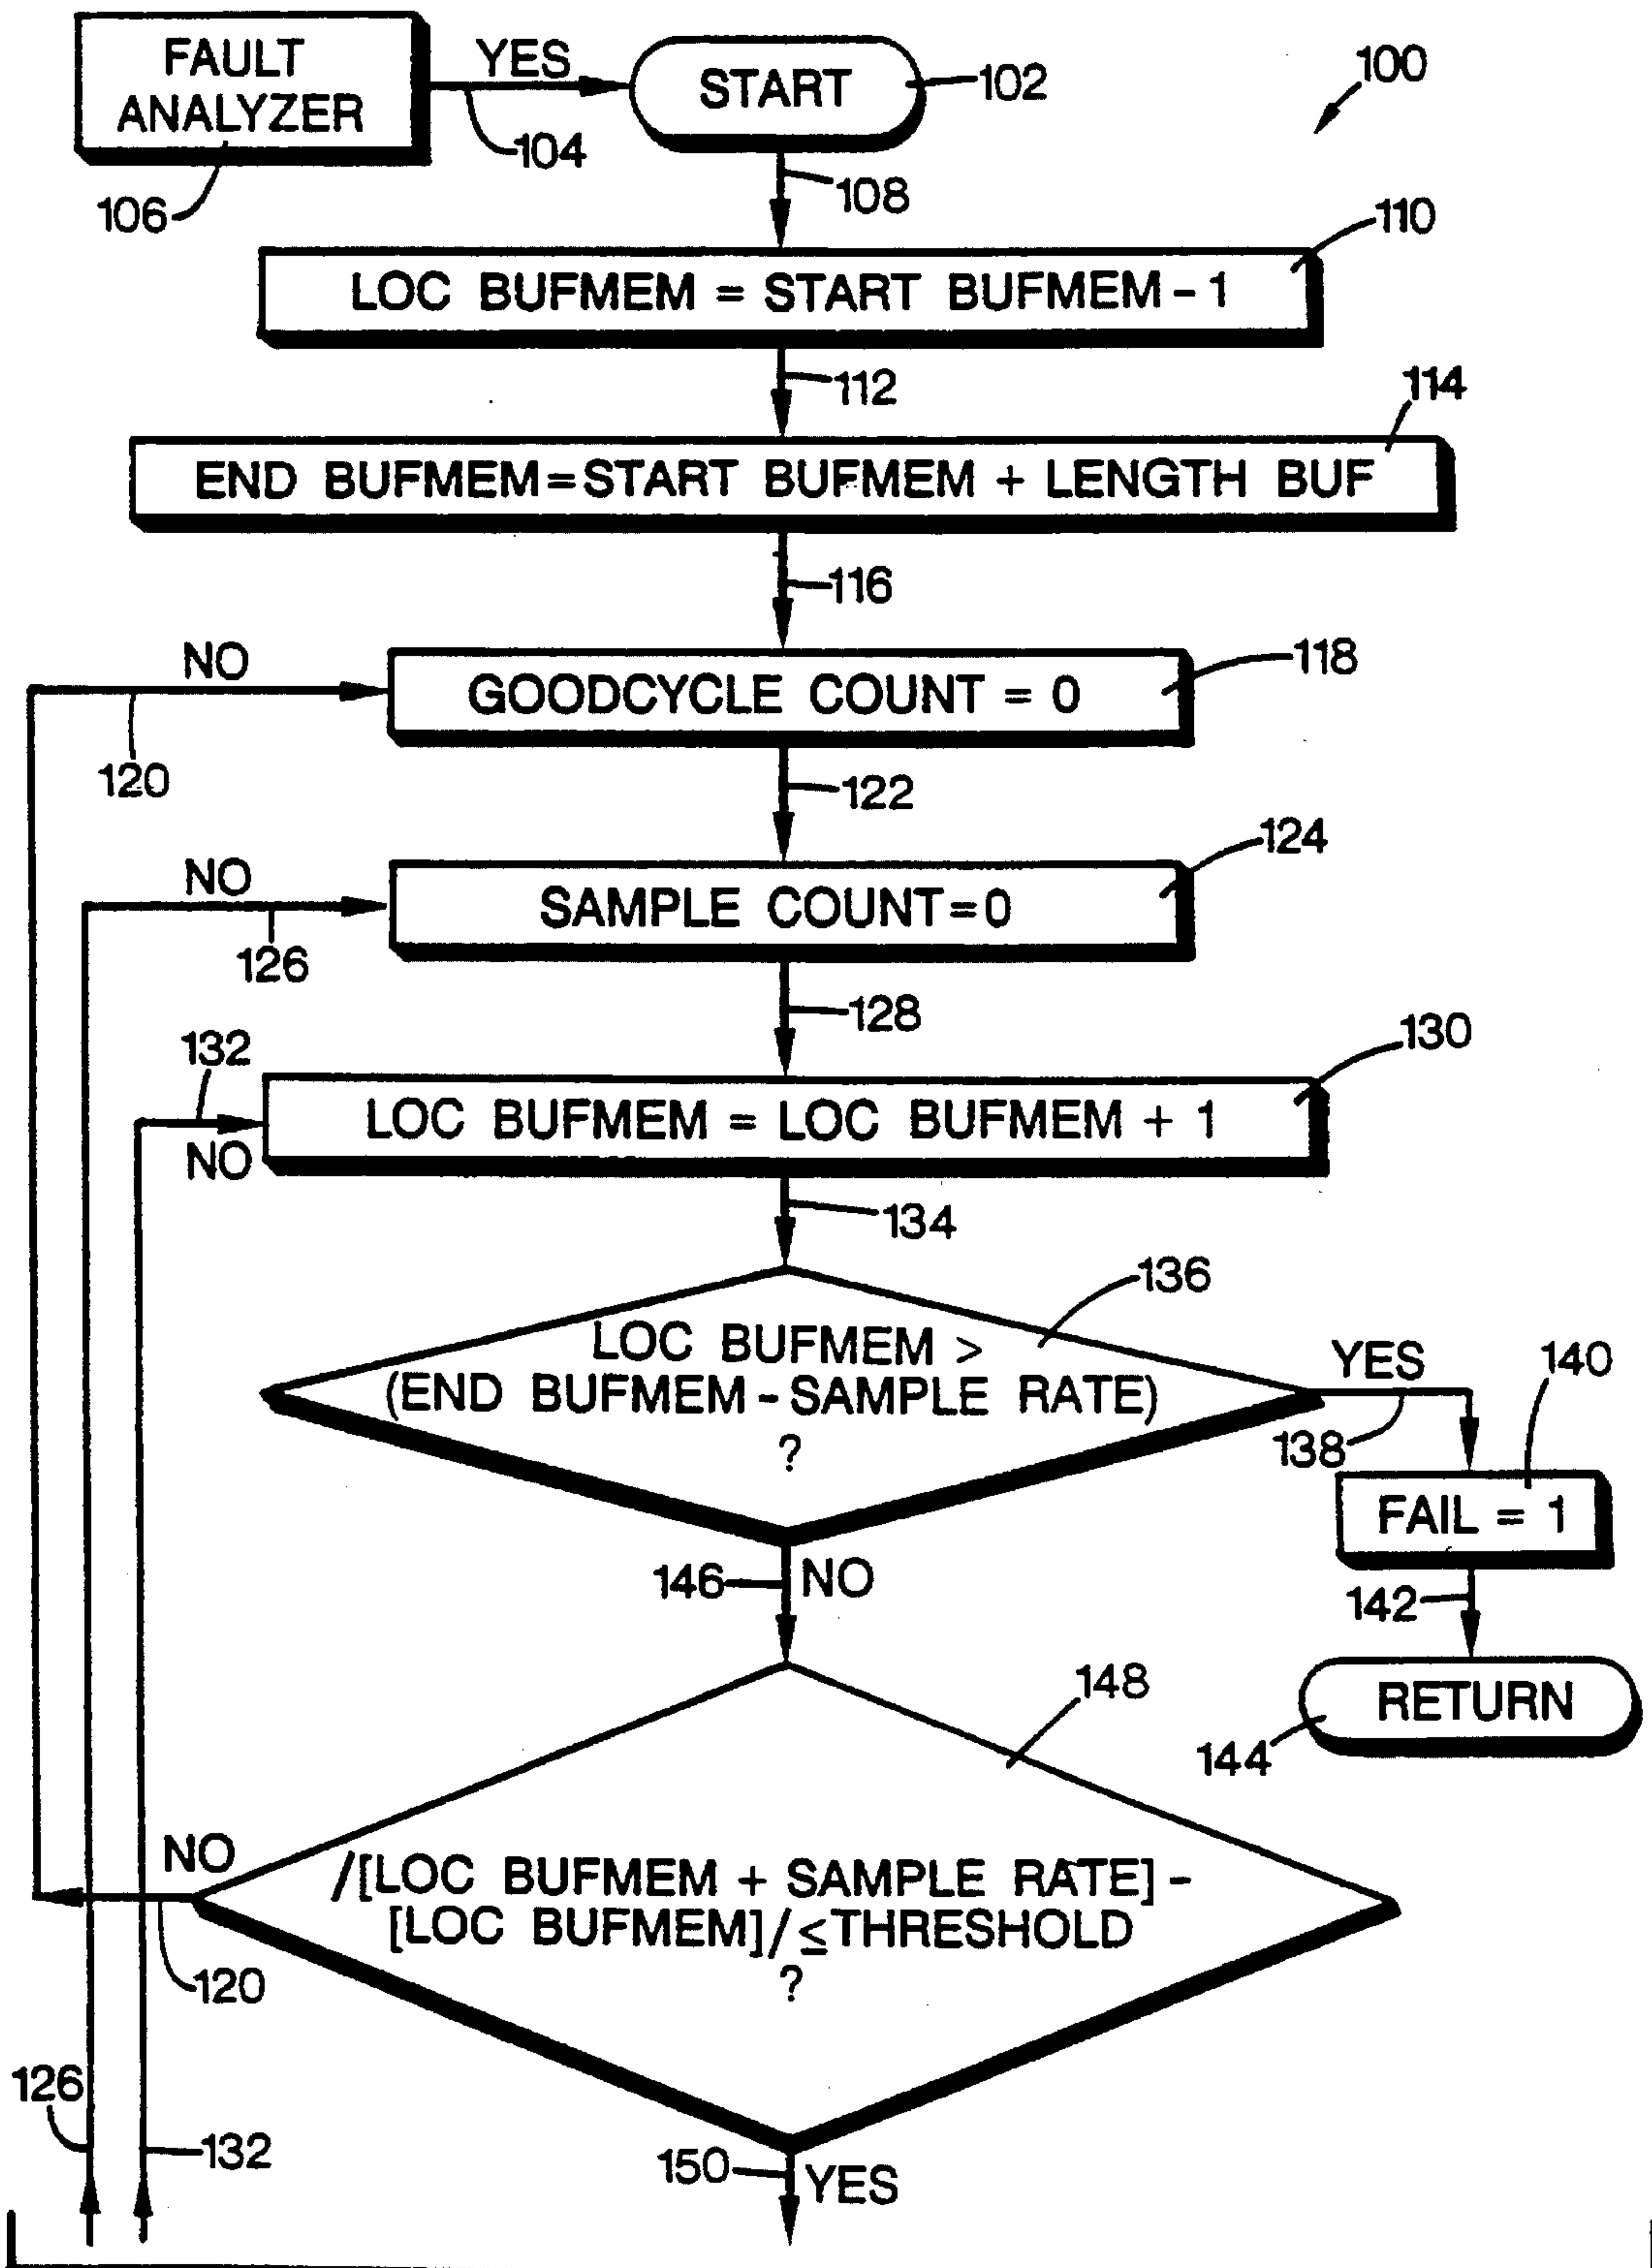 FAULT
ANALYZER
YES
START
102
100
104
106
108
110
LOC BUFMEM = START BUFMEM - 1
112
114
END BUFMEM = START BUFMEM + LENGTH BUF
116
NO
118
GOODCYCLE COUNT = 0
120
122
124
NO
SAMPLE COUNT = 0
126
128
130
132
LOC BUFMEM = LOC BUFMEM + 1
NO
134
136
LOC BUFMEM >
(END BUFMEM - SAMPLE RATE)
?
YES
140
138
FAIL = 1
146 NO
142
148
RETURN
144
NO
/[LOC BUFMEM + SAMPLE RATE] -
[LOC BUFMEM]/ ≤ THRESHOLD
?
120
126
132
150 YES